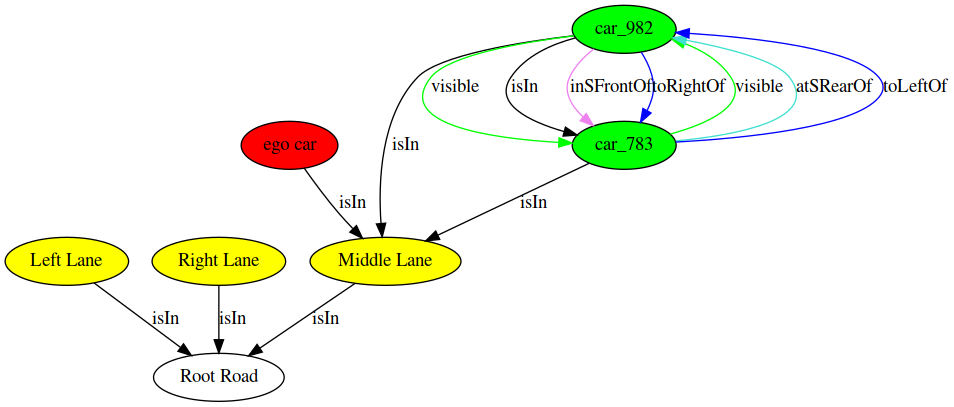 car_982
visible
isIn
inSFrontOf
toRightOf
visible
atSRearOf
toLeftOf
ego car
isIn
car_783
isIn
isIn
Left Lane
Right Lane
Middle Lane
isIn
isIn
isIn
Root Road